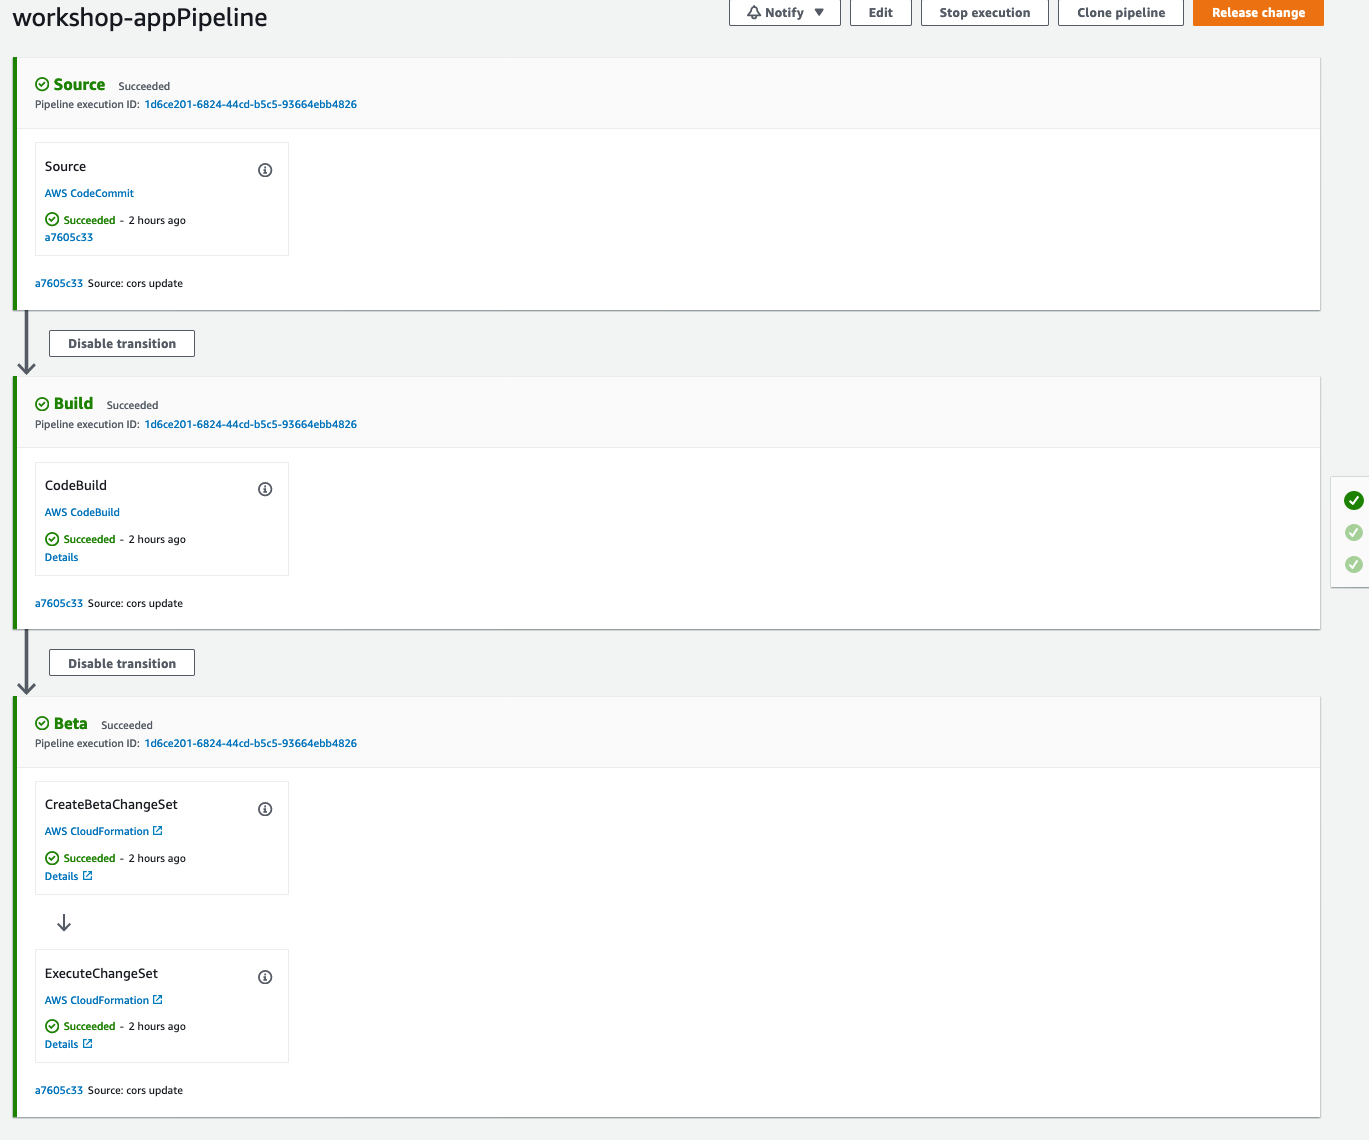 workshop-appPipeline
Notify
Edit
Stop execution
Clone pipeline
Release change
Source Succeeded
Pipeline execution ID: 1d6ce201-6824-44cd-b5c5-93664ebb4826
Source
AWS CodeCommit
Succeeded - 2 hours ago
a7605c33
a7605c33 Source: cors update
Disable transition
Build Succeeded
Pipeline execution ID: 1d6ce201-6824-44cd-b5c5-93664ebb4826
CodeBuild
AWS CodeBuild
Succeeded - 2 hours ago
Details
a7605c33 Source: cors update
Disable transition
Beta Succeeded
Pipeline execution ID: 1d6ce201-6824-44cd-b5c5-93664ebb4826
CreateBetaChangeSet
AWS CloudFormation
Succeeded - 2 hours ago
Details
ExecuteChangeSet
AWS CloudFormation
Succeeded - 2 hours ago
Details
a7605c33 Source: cors update